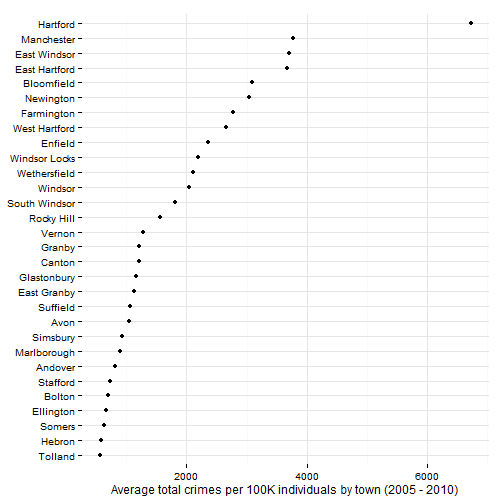 Hartford
Manchester
East Windsor
East Hartford
Bloomfield
Newington
Farmington
West Hartford
Enfield
Windsor Locks
Wethersfield
Windsor
South Windsor
Rocky Hill
Vernon
Granby
Canton
Glastonbury
East Granby
Suffield
Avon
Simsbury
Marlborough
Andover
Stafford
Bolton
Ellington
Somers
Hebron
Tolland
2000 4000 6000
Average total crimes per 100K individuals by town (2005 - 2010)